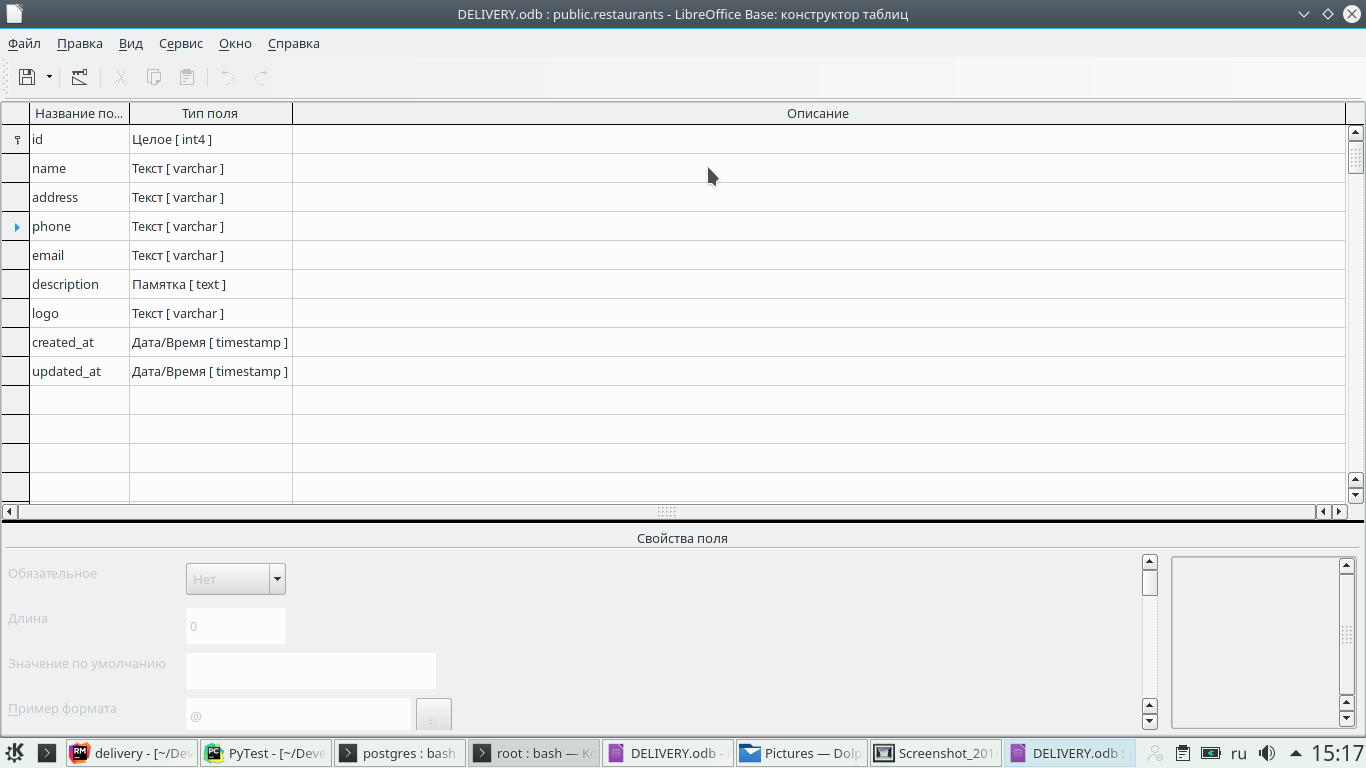 DELIVERY.odb : public.restaurants - LibreOffice Base: конструктор таблиц
Файл Правка Вид Сервис Окно Справка
Название по... Тип поля Описание
id Целое [ int4 ]
name Текст [ varchar ]
address Текст [ varchar ]
phone Текст [ varchar ]
email Текст [ varchar ]
description Памятка [ text ]
logo Текст [ varchar ]
created_at Дата/Время [ timestamp ]
updated_at Дата/Время [ timestamp ]
Свойства поля
Обязательное Нет
Длина 0
Значение по умолчанию
Пример формата @ ...
delivery - [~/Dev PyTest - [~/Deve postgres : bash root : bash — Ko DELIVERY.odb - Pictures — Dolp Screenshot_201 DELIVERY.odb : ru 15:17